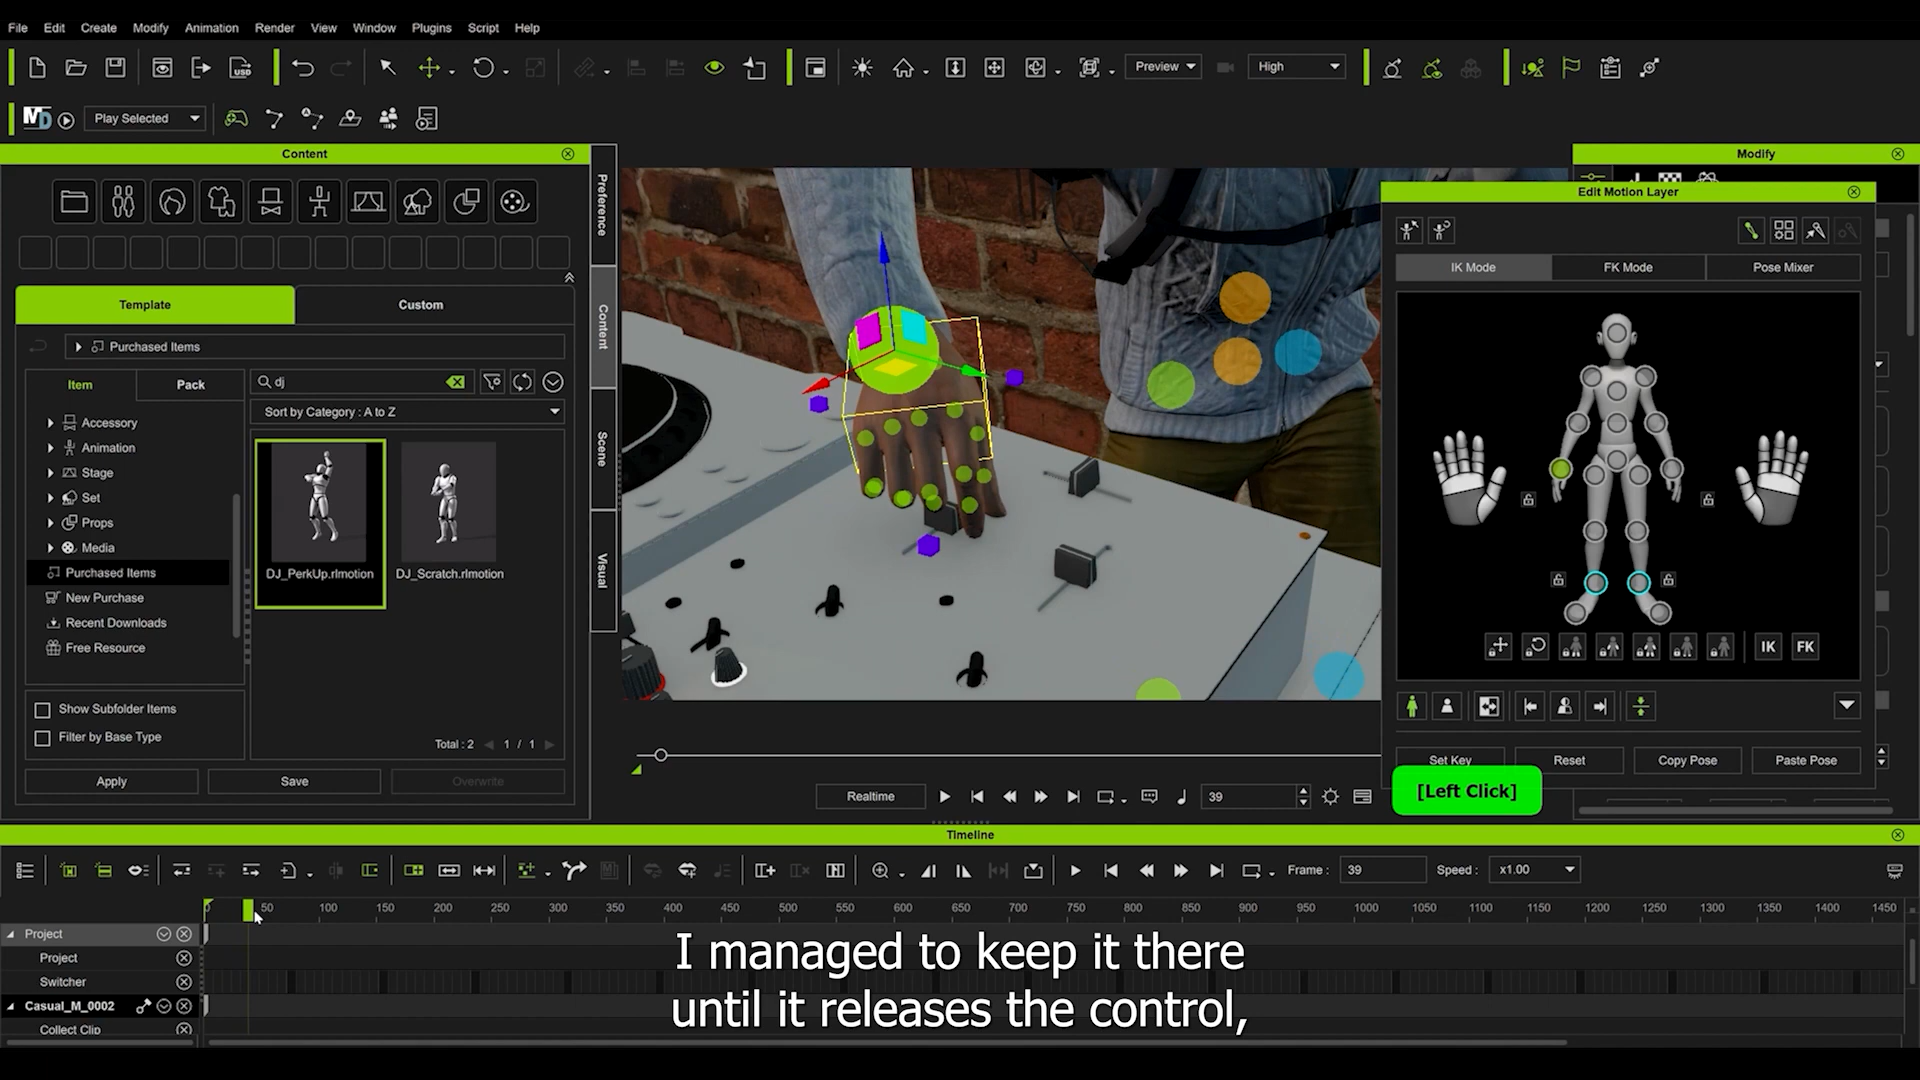 File Edit Create Modify Animation Render View Window Plugins Script Help
USD
Preview
High
MD
Play Selected
Content
Modify
Edit Motion Layer
Preference
Content
Scene
Visual
Template
Custom
Purchased Items
Item
Pack
dj
Sort by Category : A to Z
Accessory
Animation
Stage
Set
Props
Media
Purchased Items
New Purchase
Recent Downloads
Free Resource
DJ_PerkUp.rlmotion
DJ_Scratch.rlmotion
Show Subfolder Items
Filter by Base Type
Total : 2
1 / 1
Apply
Save
Overwrite
IK Mode
FK Mode
Pose Mixer
IK
FK
Set Key
Reset
Copy Pose
Paste Pose
[Left Click]
Realtime
39
Timeline
Frame :
39
Speed :
x1.00
0 50 100 150 200 250 300 350 400 450 500 550 600 650 700 750 800 850 900 950 1000 1050 1100 1150 1200 1250 1300 1350 1400 1450
Project
Project
Switcher
Casual_M_0002
Collect Clip
I managed to keep it there
until it releases the control,